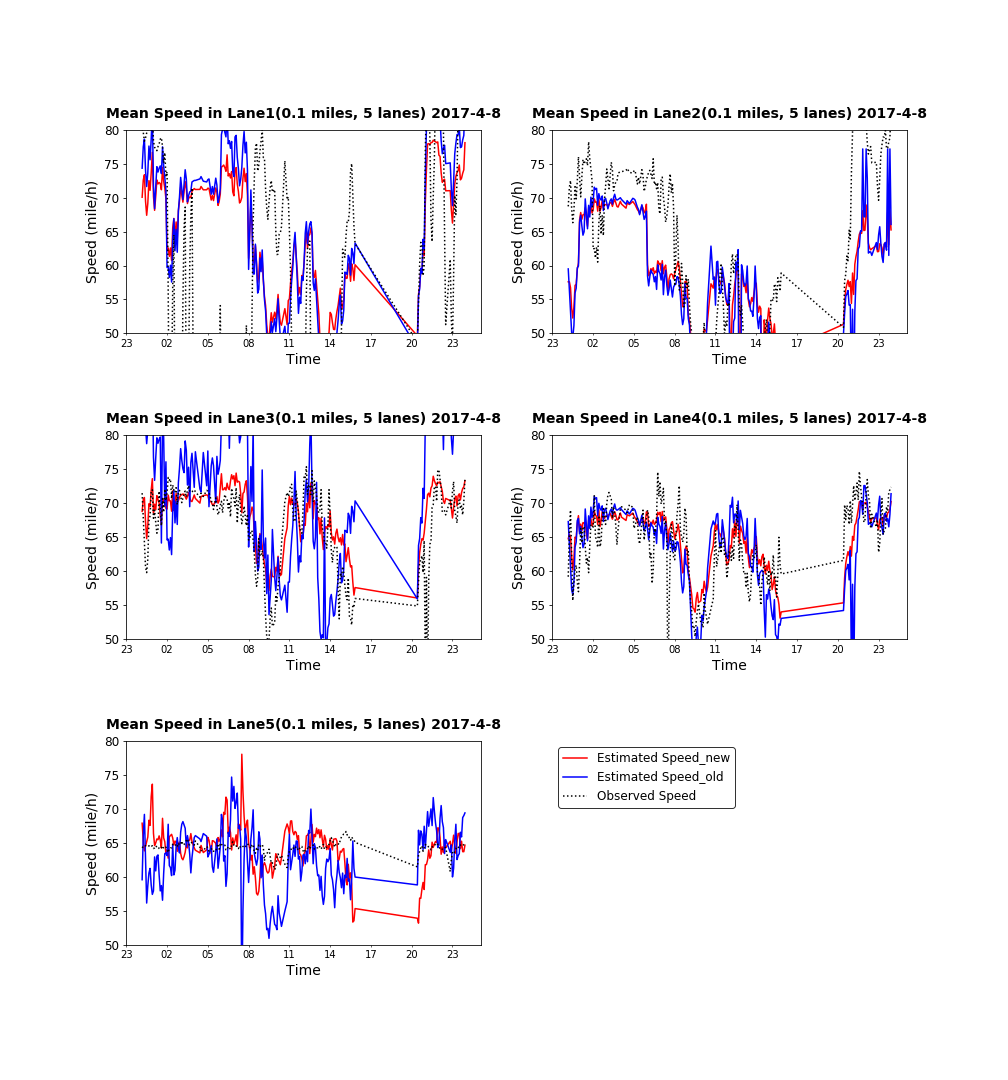 Mean Speed in Lane1(0.1 miles, 5 lanes) 2017-4-8
80
75
70
65
60
55
50
Speed (mile/h)
23 02 05 08 11 14 17 20 23
Time
Mean Speed in Lane2(0.1 miles, 5 lanes) 2017-4-8
80
75
70
65
60
55
50
Speed (mile/h)
23 02 05 08 11 14 17 20 23
Time
Mean Speed in Lane3(0.1 miles, 5 lanes) 2017-4-8
80
75
70
65
60
55
50
Speed (mile/h)
23 02 05 08 11 14 17 20 23
Time
Mean Speed in Lane4(0.1 miles, 5 lanes) 2017-4-8
80
75
70
65
60
55
50
Speed (mile/h)
23 02 05 08 11 14 17 20 23
Time
Mean Speed in Lane5(0.1 miles, 5 lanes) 2017-4-8
80
75
70
65
60
55
50
Speed (mile/h)
23 02 05 08 11 14 17 20 23
Time
Estimated Speed_new
Estimated Speed_old
Observed Speed